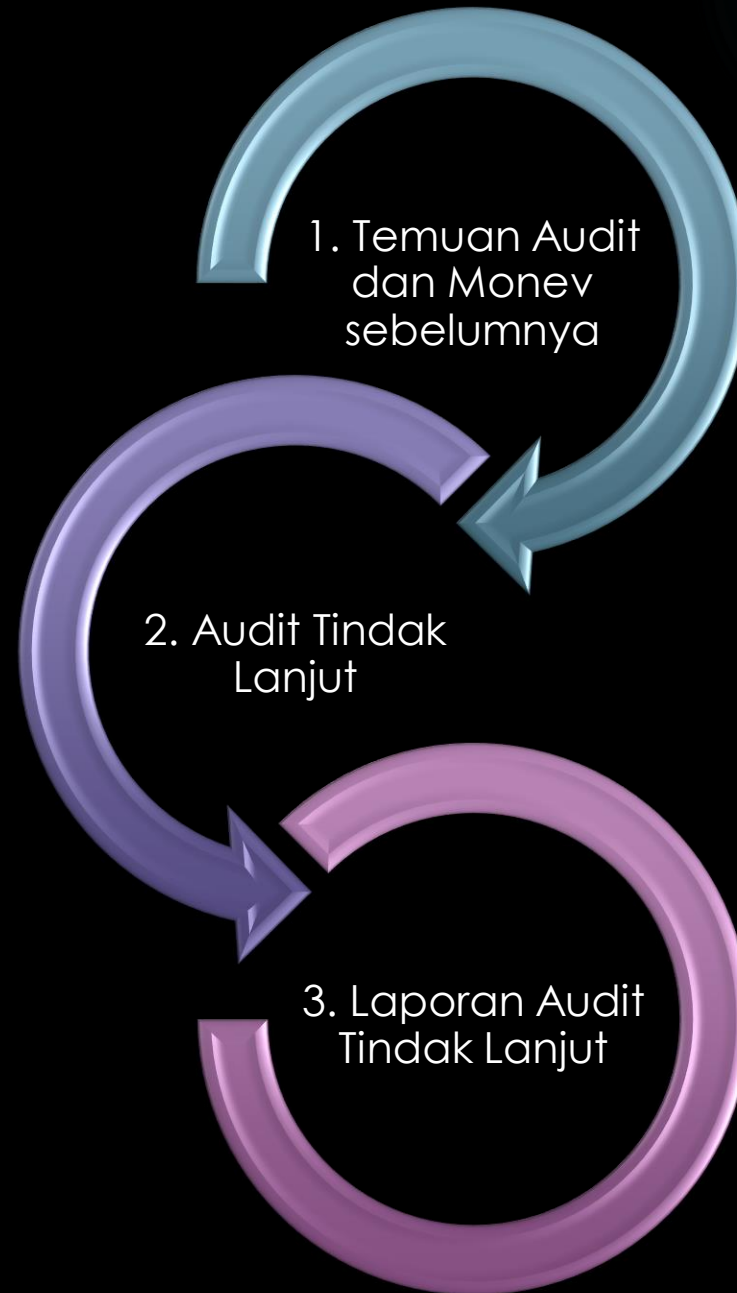 1. Temuan Audit
dan Monev
sebelumnya
2. Audit Tindak
Lanjut
3. Laporan Audit
Tindak Lanjut